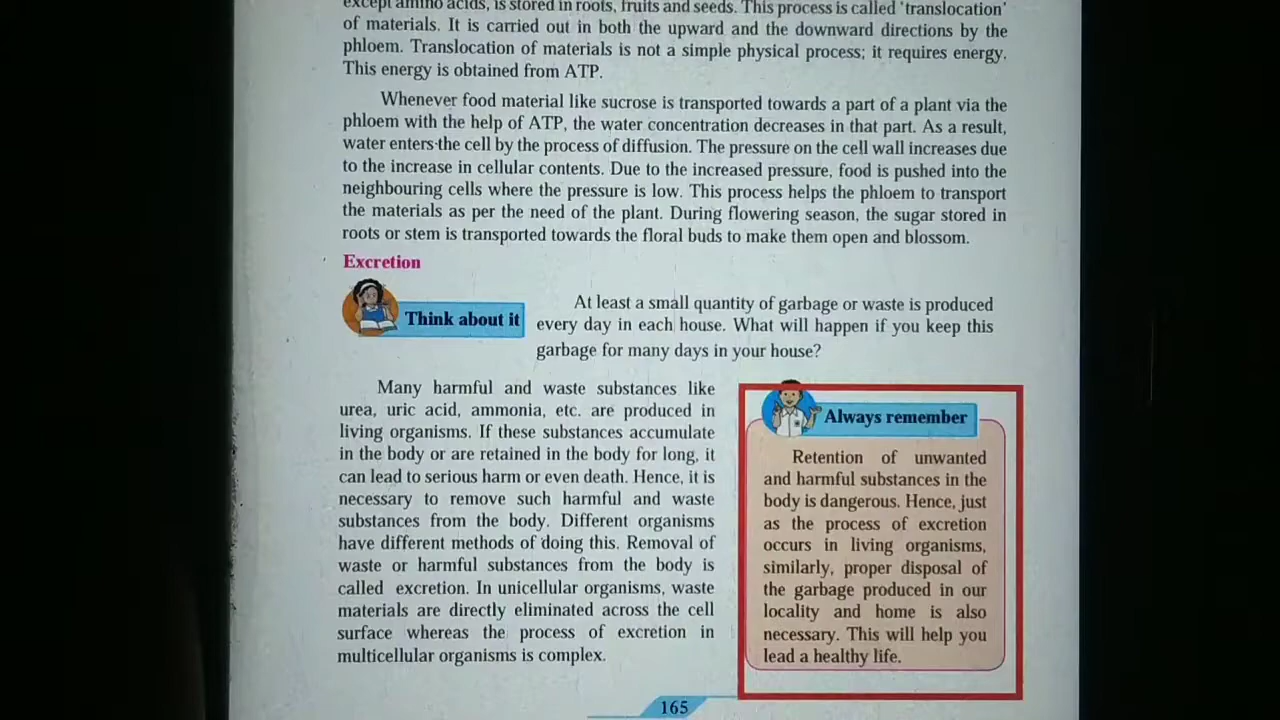 except amino acids, is stored in roots, fruits and seeds. This process is called 'translocation'
of materials. It is carried out in both the upward and the downward directions by the
phloem. Translocation of materials is not a simple physical process; it requires energy.
This energy is obtained from ATP.
Whenever food material like sucrose is transported towards a part of a plant via the
phloem with the help of ATP, the water concentration decreases in that part. As a result,
water enters the cell by the process of diffusion. The pressure on the cell wall increases due
to the increase in cellular contents. Due to the increased pressure, food is pushed into the
neighbouring cells where the pressure is low. This process helps the phloem to transport
the materials as per the need of the plant. During flowering season, the sugar stored in
roots or stem is transported towards the floral buds to make them open and blossom.
Excretion
Think about it
At least a small quantity of garbage or waste is produced
every day in each house. What will happen if you keep this
garbage for many days in your house?
Many harmful and waste substances like
urea, uric acid, ammonia, etc. are produced in
living organisms. If these substances accumulate
in the body or are retained in the body for long, it
can lead to serious harm or even death. Hence, it is
necessary to remove such harmful and waste
substances from the body. Different organisms
have different methods of doing this. Removal of
waste or harmful substances from the body is
called excretion. In unicellular organisms, waste
materials are directly eliminated across the cell
surface whereas the process of excretion in
multicellular organisms is complex.
Always remember
Retention of unwanted
and harmful substances in the
body is dangerous. Hence, just
as the process of excretion
occurs in living organisms,
similarly, proper disposal of
the garbage produced in our
locality and home is also
necessary. This will help you
lead a healthy life.
165